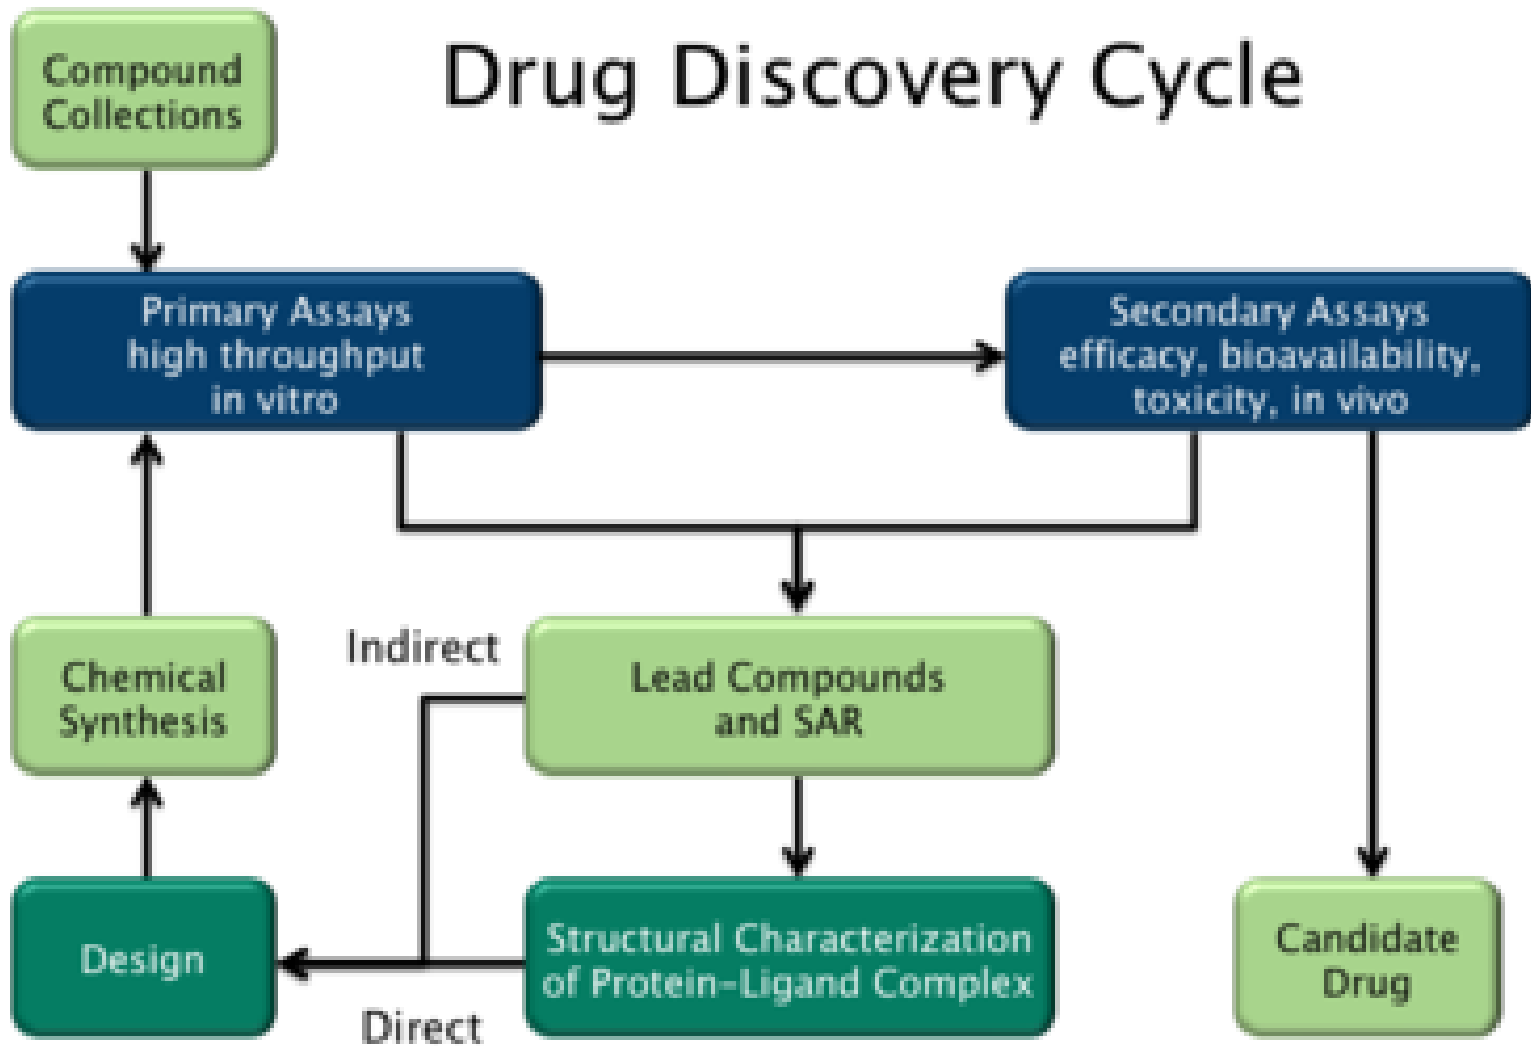 Drug Discovery Cycle
Compound
Collections
Primary Assays
high throughput
in vitro
Secondary Assays
efficacy, bioavailability,
toxicity, in vivo
Indirect
Chemical
Synthesis
Lead Compounds
and SAR
Design
Structural Characterization
of Protein-Ligand Complex
Candidate
Drug
Direct